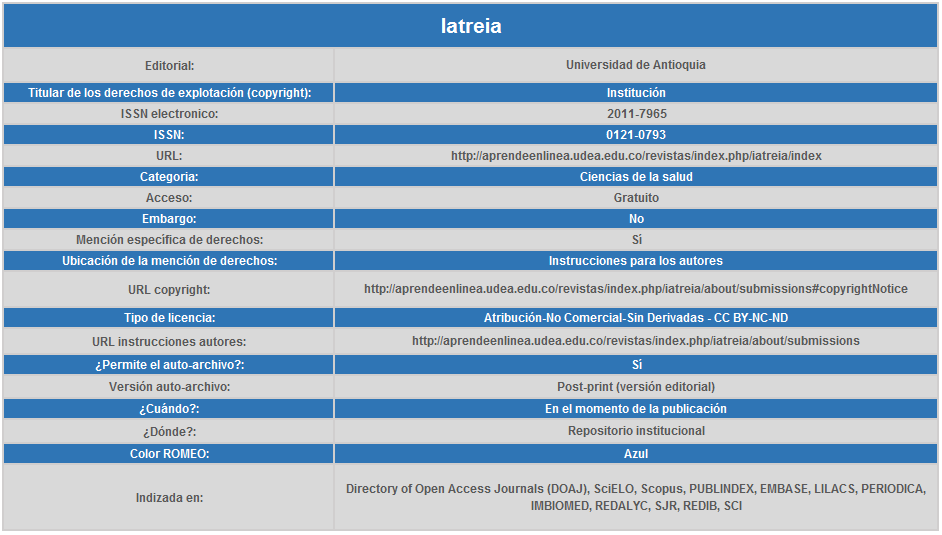 Iatreia
Editorial: Universidad de Antioquia
Titular de los derechos de explotación (copyright): Institución
ISSN electronico: 2011-7965
ISSN: 0121-0793
URL: http://aprendeenlinea.udea.edu.co/revistas/index.php/iatreia/index
Categoria: Ciencias de la salud
Acceso: Gratuito
Embargo: No
Mención específica de derechos: Sí
Ubicación de la mención de derechos: Instrucciones para los autores
URL copyright: http://aprendeenlinea.udea.edu.co/revistas/index.php/iatreia/about/submissions#copyrightNotice
Tipo de licencia: Atribución-No Comercial-Sin Derivadas - CC BY-NC-ND
URL instrucciones autores: http://aprendeenlinea.udea.edu.co/revistas/index.php/iatreia/about/submissions
¿Permite el auto-archivo?: Sí
Versión auto-archivo: Post-print (versión editorial)
¿Cuándo?: En el momento de la publicación
¿Dónde?: Repositorio institucional
Color ROMEO: Azul
Indizada en: Directory of Open Access Journals (DOAJ), SciELO, Scopus, PUBLINDEX, EMBASE, LILACS, PERIODICA,
IMBIOMED, REDALYC, SJR, REDIB, SCI